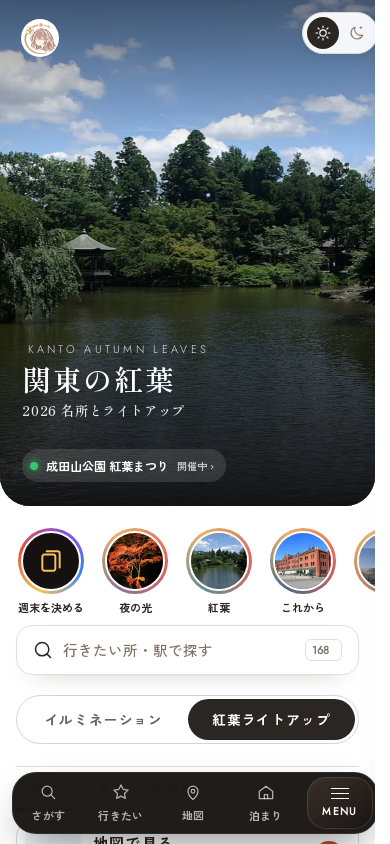 KANTO AUTUMN LEAVES
関東の紅葉
2026 名所とライトアップ
成田山公園 紅葉まつり 開催中 ›
週末を決める 夜の光 紅葉 これから
行きたい所・駅で探す 168
イルミネーション 紅葉ライトアップ
さがす 行きたい 地図 泊まり MENU
地図で見る